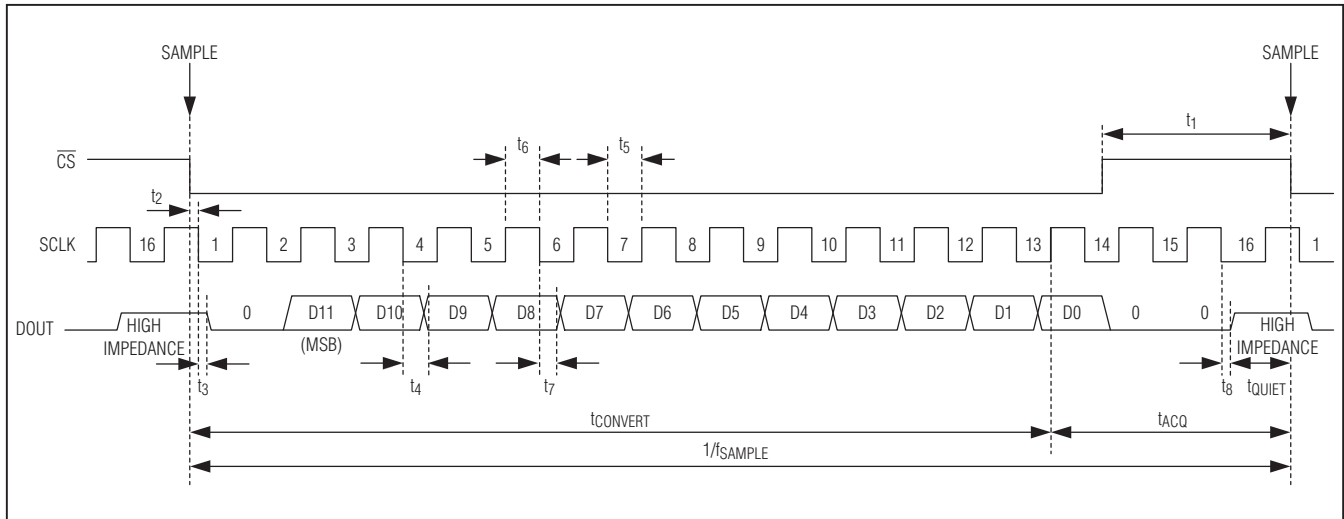 SAMPLE SAMPLE
t1
CS
t6 t5
t2
SCLK 16 1 2 3 4 5 6 7 8 9 10 11 12 13 14 15 16 1
DOUT 0 D11 D10 D9 D8 D7 D6 D5 D4 D3 D2 D1 D0 0 0
HIGH IMPEDANCE (MSB) HIGH IMPEDANCE
t3 t4 t7 t8 tQUIET
tCONVERT tACQ
1/fSAMPLE